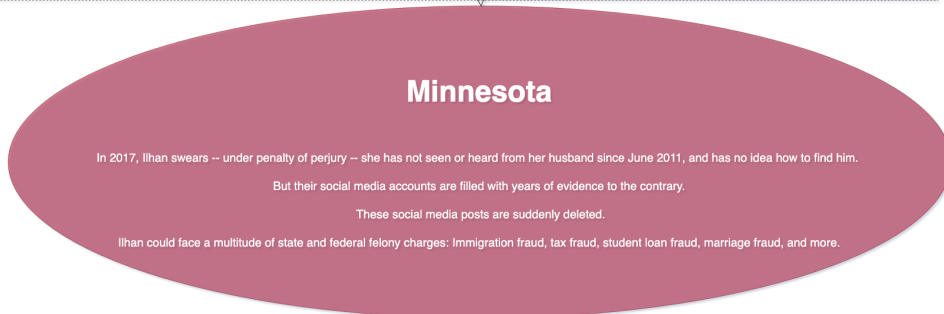 Minnesota
In 2017, Ilhan swears -- under penalty of perjury -- she has not seen or heard from her husband since June 2011, and has no idea how to find him.
But their social media accounts are filled with years of evidence to the contrary.
These social media posts are suddenly deleted.
Ilhan could face a multitude of state and federal felony charges: Immigration fraud, tax fraud, student loan fraud, marriage fraud, and more.